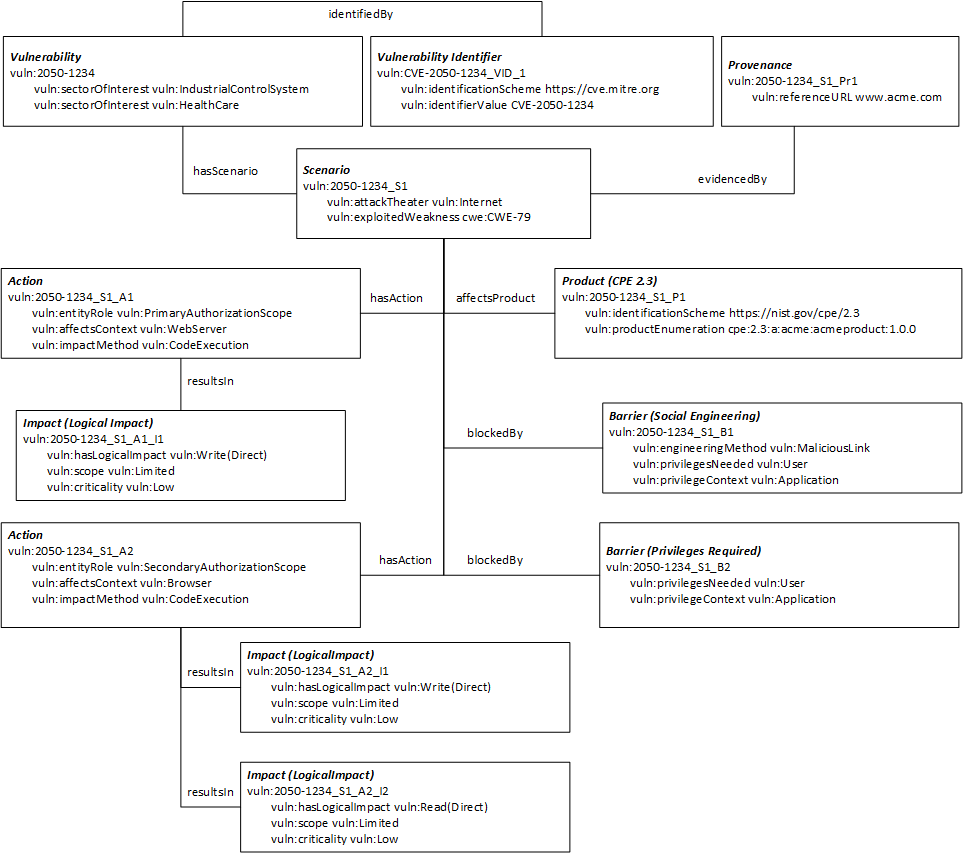 identifiedBy
Vulnerability
vuln:2050-1234
vuln:sectorOfInterest vuln:IndustrialControlSystem
vuln:sectorOfInterest vuln:HealthCare
Vulnerability Identifier
vuln:CVE-2050-1234_VID_1
vuln:identificationScheme https://cve.mitre.org
vuln:identifierValue CVE-2050-1234
Provenance
vuln:2050-1234_S1_Pr1
vuln:referenceURL www.acme.com
hasScenario
Scenario
vuln:2050-1234_S1
vuln:attackTheater vuln:Internet
vuln:exploitedWeakness cwe:CWE-79
evidencedBy
Action
vuln:2050-1234_S1_A1
vuln:entityRole vuln:PrimaryAuthorizationScope
vuln:affectsContext vuln:WebServer
vuln:impactMethod vuln:CodeExecution
hasAction
affectsProduct
Product (CPE 2.3)
vuln:2050-1234_S1_P1
vuln:identificationScheme https://nist.gov/cpe/2.3
vuln:productEnumeration cpe:2.3:a:acme:acmeproduct:1.0.0
resultsIn
Impact (Logical Impact)
vuln:2050-1234_S1_A1_I1
vuln:hasLogicalImpact vuln:Write(Direct)
vuln:scope vuln:Limited
vuln:criticality vuln:Low
blockedBy
Barrier (Social Engineering)
vuln:2050-1234_S1_B1
vuln:engineeringMethod vuln:MaliciousLink
vuln:privilegesNeeded vuln:User
vuln:privilegeContext vuln:Application
Action
vuln:2050-1234_S1_A2
vuln:entityRole vuln:SecondaryAuthorizationScope
vuln:affectsContext vuln:Browser
vuln:impactMethod vuln:CodeExecution
hasAction
blockedBy
Barrier (Privileges Required)
vuln:2050-1234_S1_B2
vuln:privilegesNeeded vuln:User
vuln:privilegeContext vuln:Application
resultsIn
Impact (LogicalImpact)
vuln:2050-1234_S1_A2_I1
vuln:hasLogicalImpact vuln:Write(Direct)
vuln:scope vuln:Limited
vuln:criticality vuln:Low
resultsIn
Impact (LogicalImpact)
vuln:2050-1234_S1_A2_I2
vuln:hasLogicalImpact vuln:Read(Direct)
vuln:scope vuln:Limited
vuln:criticality vuln:Low